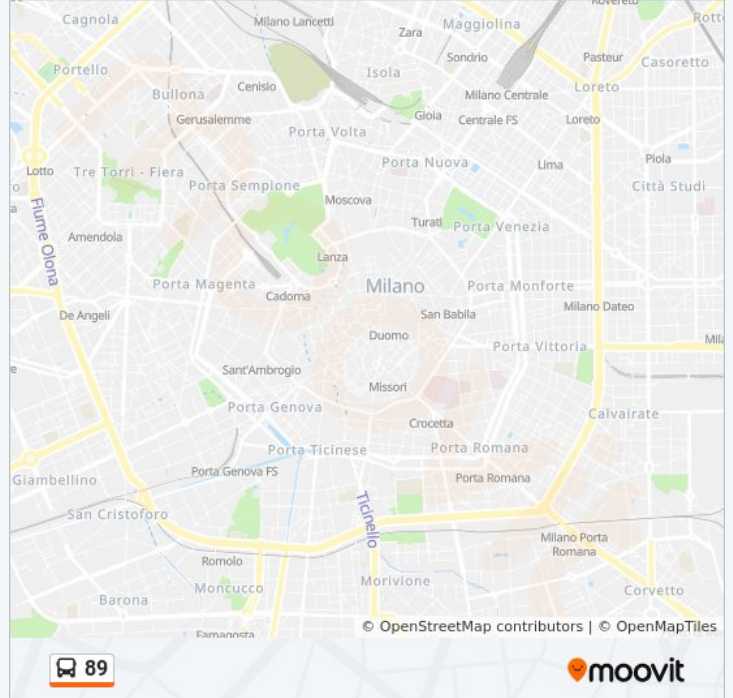 Rovereto
Cagnola
Milano Lancetti
Maggiolina
Rott
Zara
Sondrio
Pasteur
Casoretto
Portello
Isola
Cenisio
Loreto
Bullona
Milano Centrale
Gerusalemme
Gioia
Centrale FS
Loreto
Porta Volta
Piola
Lotto
Tre Torri - Fiera
Porta Nuova
Lima
o
Porta Sempione
Città Studi
Moscova
a
Turati
Porta Venezia
Fiume Olona
Amendola
Lanza
Porta Magenta
Milano
Porta Monforte
Cadorna
Milano Dateo
De Angeli
San Babila
Duomo
Mila
Porta Vittoria
e
Sant'Ambrogio
Missori
Porta Genova
Calvairate
Crocetta
Porta Ticinese
Porta Romana
Porta Genova FS
Porta Romana
Giambellino
Ticinello
San Cristoforo
Milano Porta
Romana
Romolo
Morivione
Moncucco
Corvetto
Barona
Famagosta
© OpenStreetMap contributors | © OpenMapTiles
89
moovit